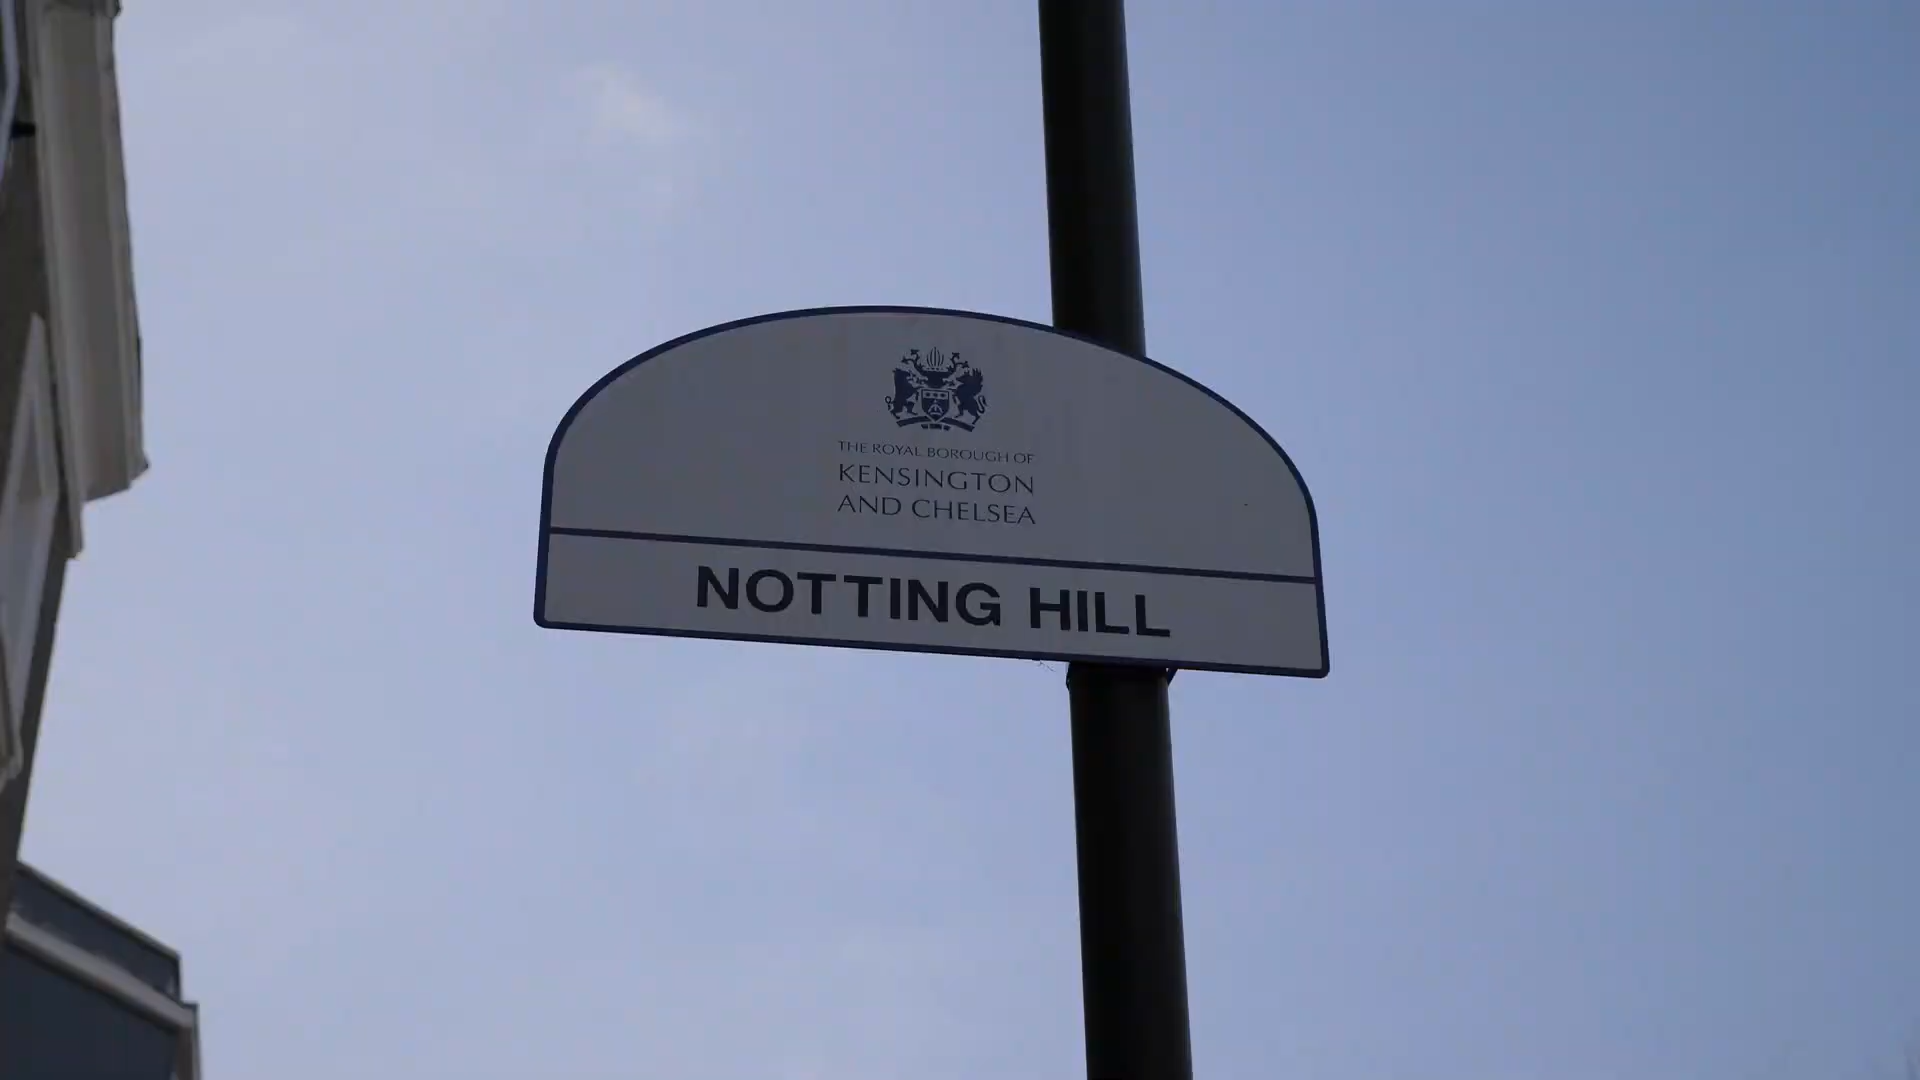 THE ROYAL BOROUGH OF
KENSINGTON
AND CHELSEA
NOTTING HILL